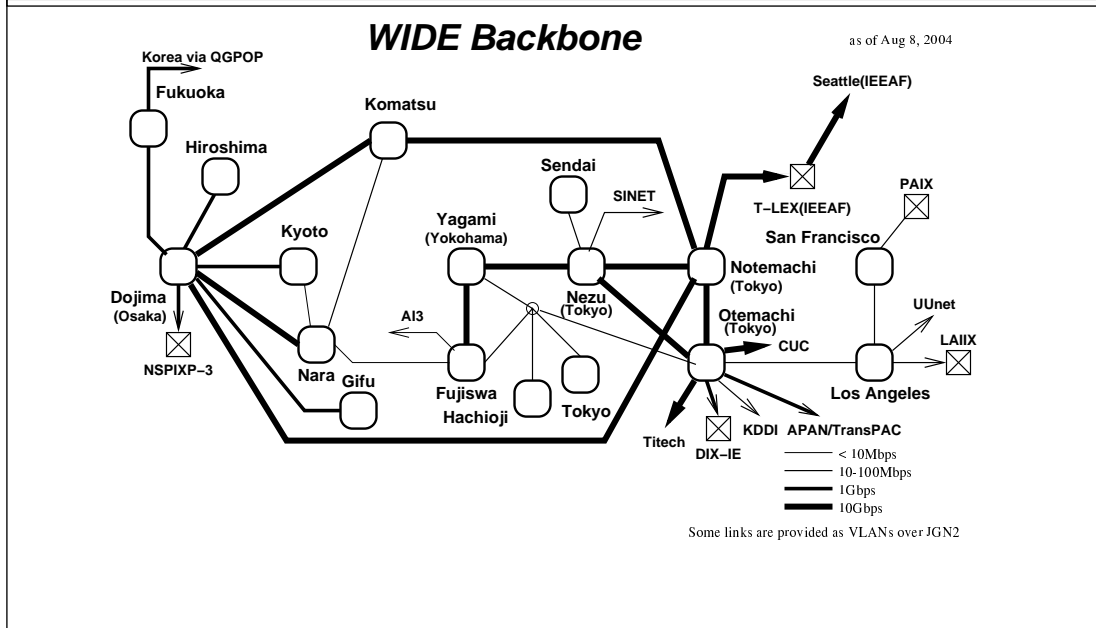 WIDE Backbone
as of Aug 8, 2004
Korea via QGPOP
Fukuoka
Komatsu
Hiroshima
Sendai
SINET
Seattle(IEEAF)
T–LEX(IEEAF)
PAIX
San Francisco
Kyoto
Yagami
(Yokohama)
Nezu
(Tokyo)
Notemachi
(Tokyo)
Dojima
(Osaka)
NSPIXP–3
Nara
Gifu
AI3
Fujiswa
Hachioji
Tokyo
Otemachi
(Tokyo)
CUC
UUnet
LAIIX
Los Angeles
Titech
DIX–IE
KDDI
APAN/TransPAC
< 10Mbps
10-100Mbps
1Gbps
10Gbps
Some links are provided as VLANs over JGN2